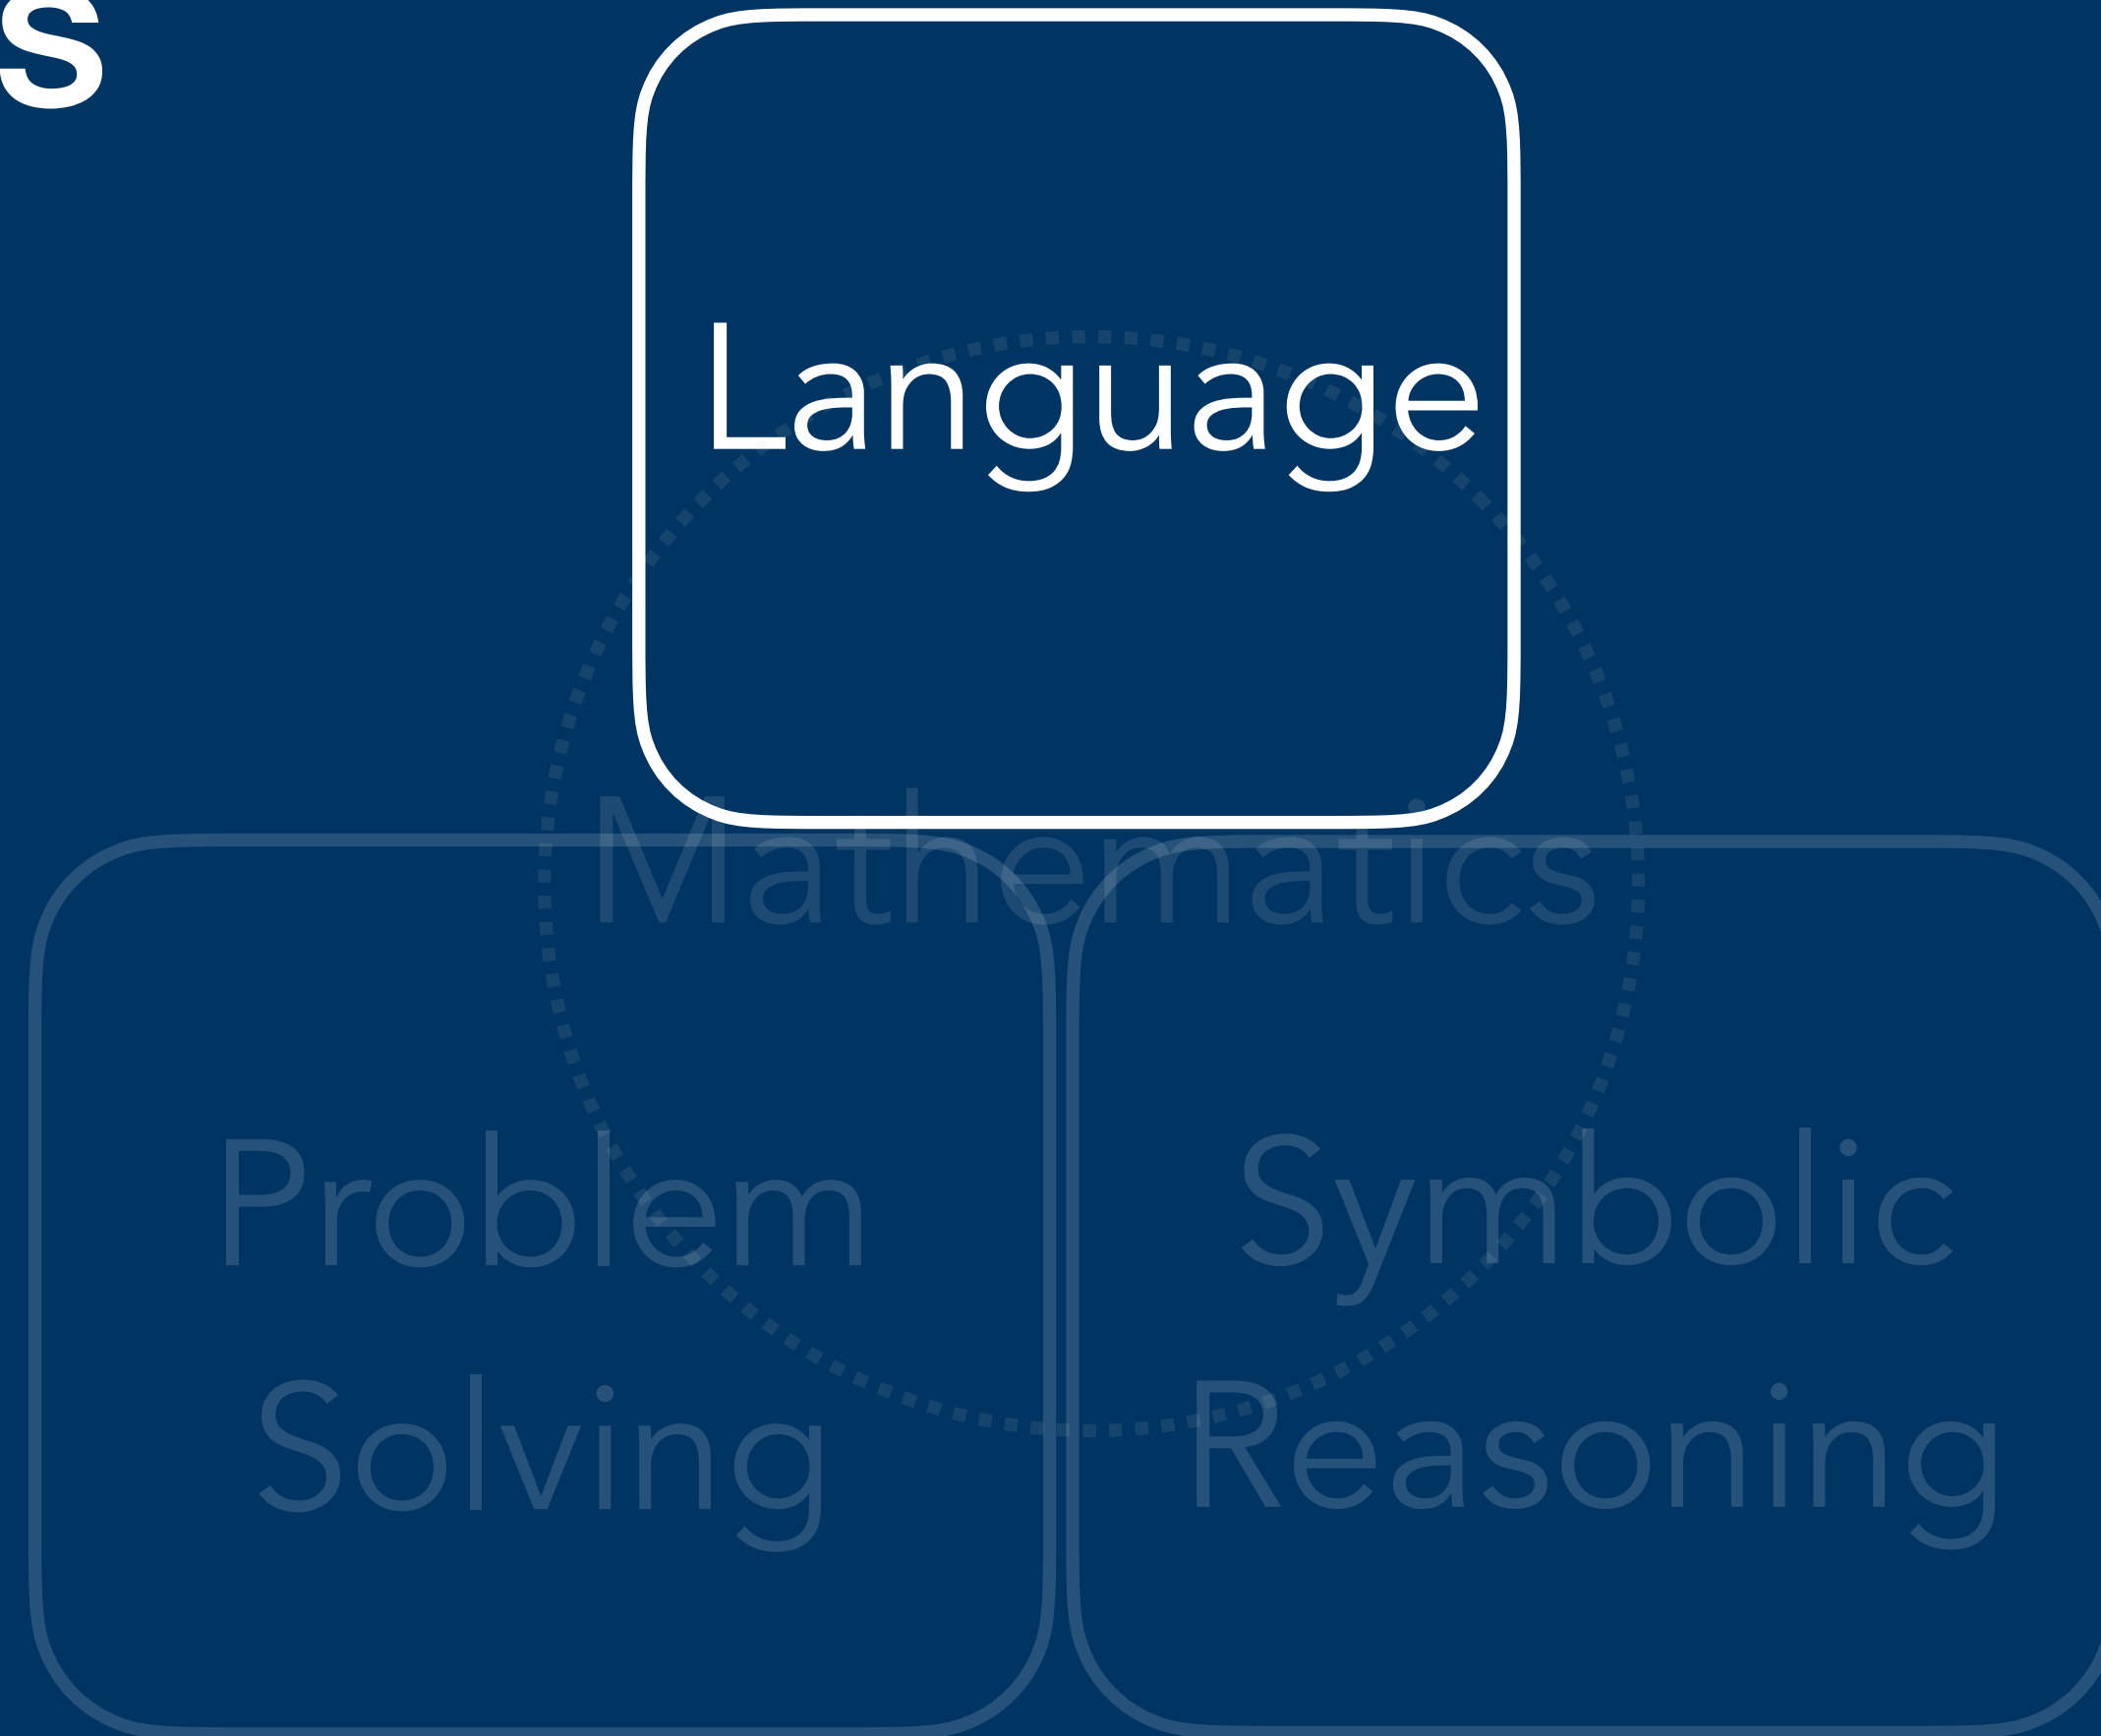 s
Language
Mathematics
Problem
Solving
Symbolic
Reasoning